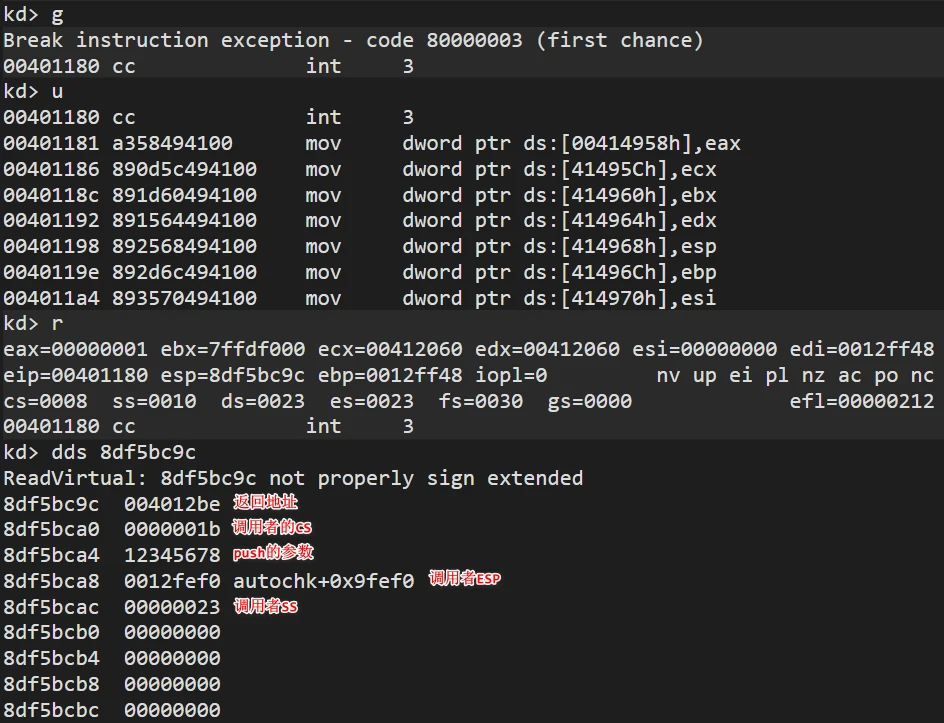 kd> g
Break instruction exception - code 80000003 (first chance)
00401180 cc              int     3
kd> u
00401180 cc              int     3
00401181 a358494100      mov     dword ptr ds:[00414958h],eax
00401186 890d5c494100    mov     dword ptr ds:[41495Ch],ecx
0040118c 891d60494100    mov     dword ptr ds:[414960h],ebx
00401192 891564494100    mov     dword ptr ds:[414964h],edx
00401198 892568494100    mov     dword ptr ds:[414968h],esp
0040119e 892d6c494100    mov     dword ptr ds:[41496Ch],ebp
004011a4 893570494100    mov     dword ptr ds:[414970h],esi
kd> r
eax=00000001 ebx=7ffdf000 ecx=00412060 edx=00412060 esi=00000000 edi=0012ff48
eip=00401180 esp=8df5bc9c ebp=0012ff48 iopl=0         nv up ei pl nz ac po nc
cs=0008  ss=0010  ds=0023  es=0023  fs=0030  gs=0000             efl=00000212
00401180 cc              int     3
kd> dds 8df5bc9c
ReadVirtual: 8df5bc9c not properly sign extended
8df5bc9c  004012be 返回地址
8df5bca0  0000001b 调用者的CS
8df5bca4  12345678 push的参数
8df5bca8  0012fef0 autochk+0x9fef0 调用者ESP
8df5bcac  00000023 调用者SS
8df5bcb0  00000000
8df5bcb4  00000000
8df5bcb8  00000000
8df5bcbc  00000000